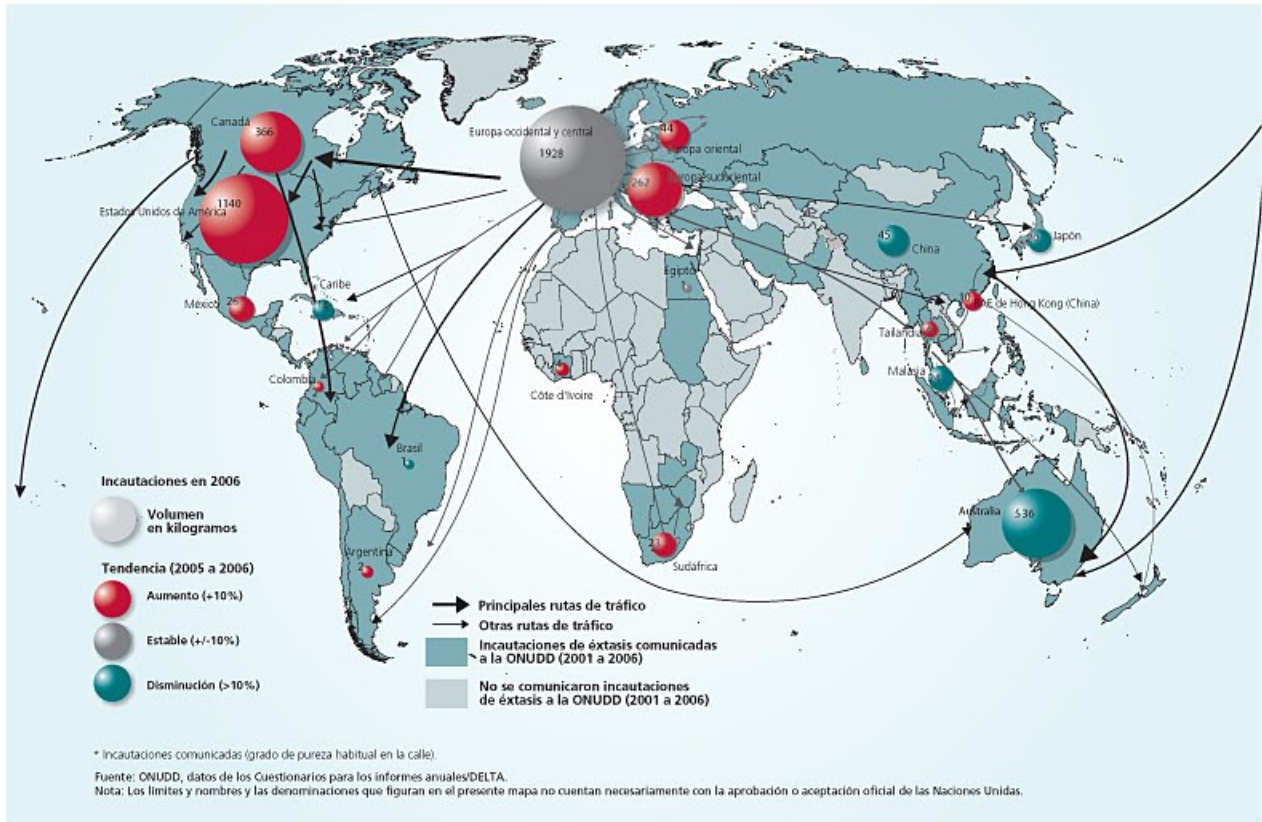 Canadá
366
Europa occidental y central
1928
44
Europa oriental
262
Europa sudoriental
Estados Unidos de América
1140
45
China
Japón
México
Caribe
Egipto
RAE de Hong Kong (China)
Tailandia
Malasia
Colombia
Côte d'Ivoire
Brasil
1
Australia
536
Argentina
2
Sudáfrica
Incautaciones en 2006
Volumen
en kilogramos
Tendencia (2005 a 2006)
Aumento (+10%)
Estable (+/-10%)
Disminución (>10%)
Principales rutas de tráfico
Otras rutas de tráfico
Incautaciones de éxtasis comunicadas
a la ONUDD (2001 a 2006)
No se comunicaron incautaciones
de éxtasis a la ONUDD (2001 a 2006)
* Incautaciones comunicadas (grado de pureza habitual en la calle).
Fuente: ONUDD, datos de los Cuestionarios para los informes anuales/DELTA.
Nota: Los límites y nombres y las denominaciones que figuran en el presente mapa no cuentan necesariamente con la aprobación o aceptación oficial de las Naciones Unidas.